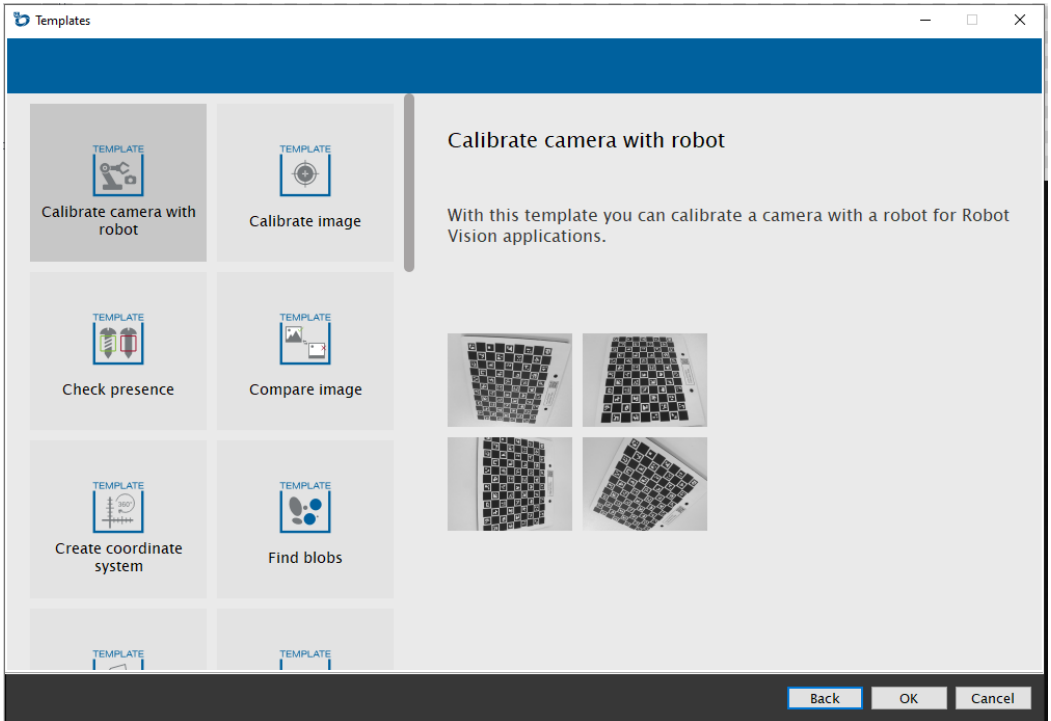 Templates
Calibrate camera with robot
TEMPLATE
Calibrate camera with
robot
TEMPLATE
Calibrate image
With this template you can calibrate a camera with a robot for Robot
Vision applications.
TEMPLATE
Check presence
TEMPLATE
Compare image
TEMPLATE
360°
Create coordinate
system
TEMPLATE
Find blobs
TEMPLATE
TEMPLATE
Back
OK
Cancel